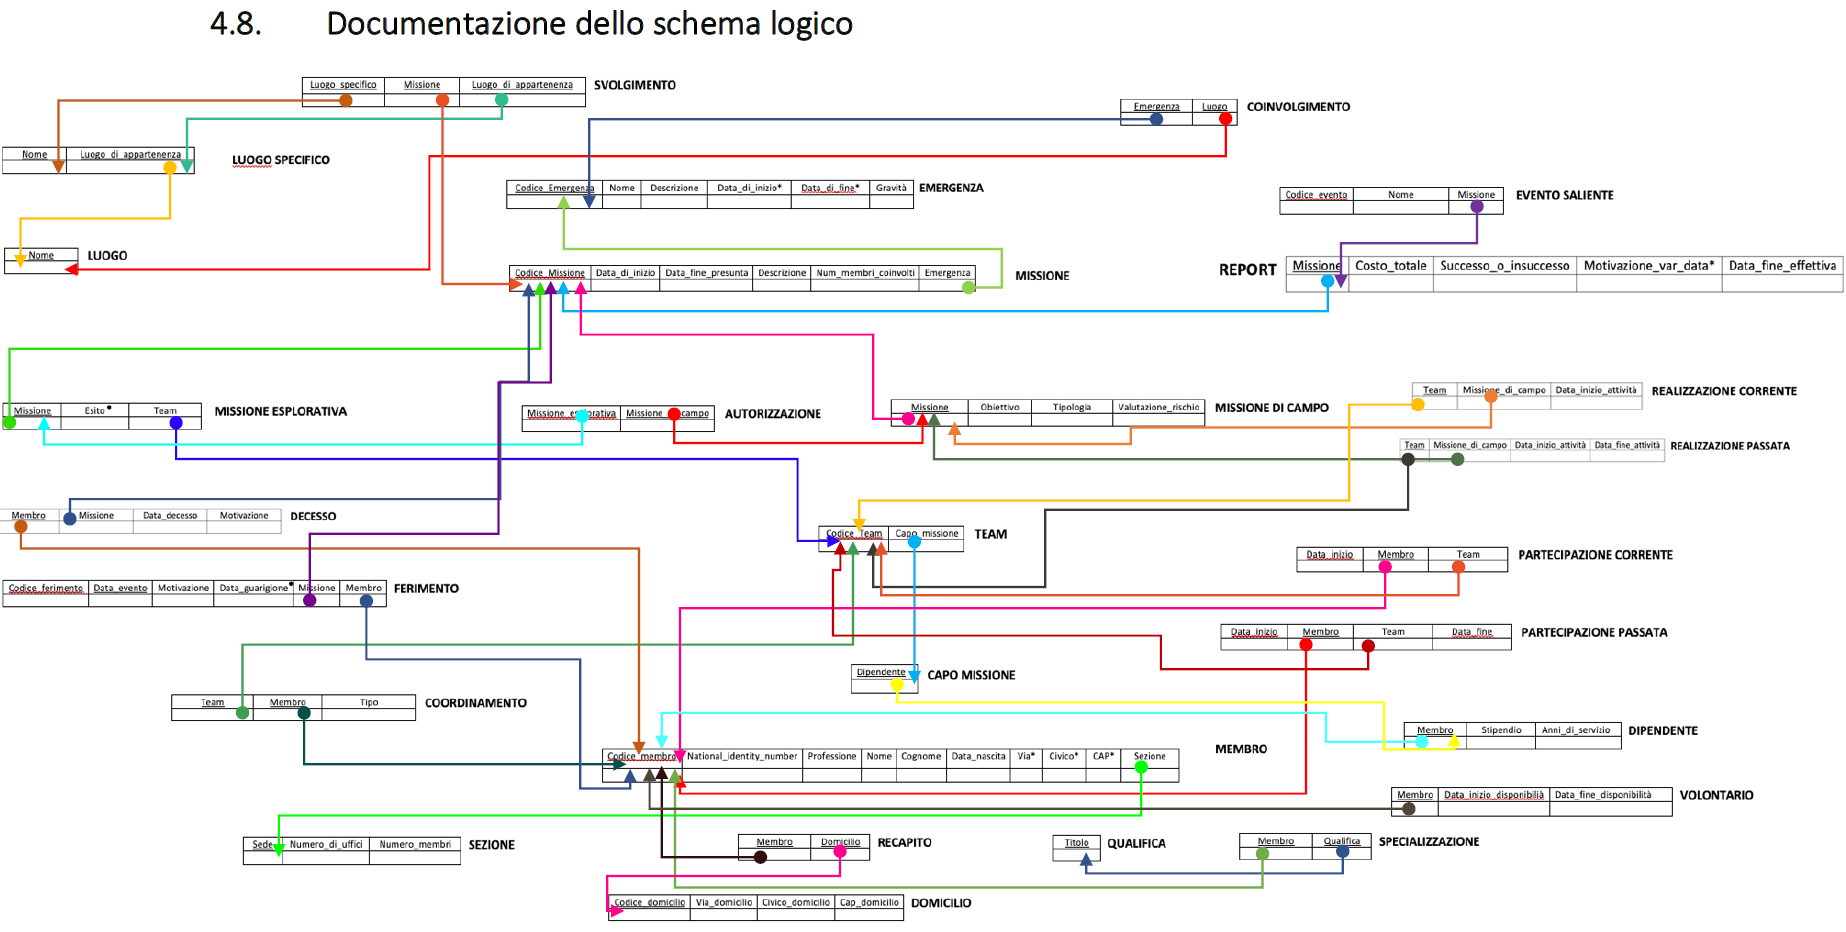 4.8. Documentazione dello schema logico
Luogo_specifico Missione Luogo_di_appartenenza SVOLGIMENTO
Emergenza Luogo COINVOLGIMENTO
Nome Luogo_di_appartenenza LUOGO SPECIFICO
Codice_Emergenza Nome Descrizione Data_di_inizio* Data_di_fine* Gravità EMERGENZA
Codice_evento Nome Missione EVENTO SALIENTE
Nome LUOGO
Codice_Missione Data_di_inizio Data_fine_presunta Descrizione Num_membri_coinvolti Emergenza MISSIONE
REPORT Missione Costo_totale Successo_o_insuccesso Motivazione_var_data* Data_fine_effettiva
Team Missione_di_campo Data_inizio_attività REALIZZAZIONE CORRENTE
Missione Esito* Team MISSIONE ESPLORATIVA
Missione_esplorativa Missione_campo AUTORIZZAZIONE
Missione Obiettivo Tipologia Valutazione_rischio MISSIONE DI CAMPO
Team Missione_di_campo Data_inizio_attività Data_fine_attività REALIZZAZIONE PASSATA
Membro Missione Data_decesso Motivazione DECESSO
Codice_Team Capo_missione TEAM
Data_inizio Membro Team PARTECIPAZIONE CORRENTE
Codice_ferimento Data_evento Motivazione Data_guarigione* Missione Membro FERIMENTO
Data_inizio Membro Team Data_fine PARTECIPAZIONE PASSATA
Dipendente CAPO MISSIONE
Team Membro Tipo COORDINAMENTO
Membro Stipendio Anni_di_servizio DIPENDENTE
Codice_membro National_identity_number Professione Nome Cognome Data_nascita Via* Civico* CAP* Sezione MEMBRO
Membro Data_inizio_disponibilià Data_fine_disponibilità VOLONTARIO
Sede Numero_di_uffici Numero_membri SEZIONE
Membro Domicilio RECAPITO
Titolo QUALIFICA
Membro Qualifica SPECIALIZZAZIONE
Codice_domicilio Via_domicilio Civico_domicilio Cap_domicilio DOMICILIO